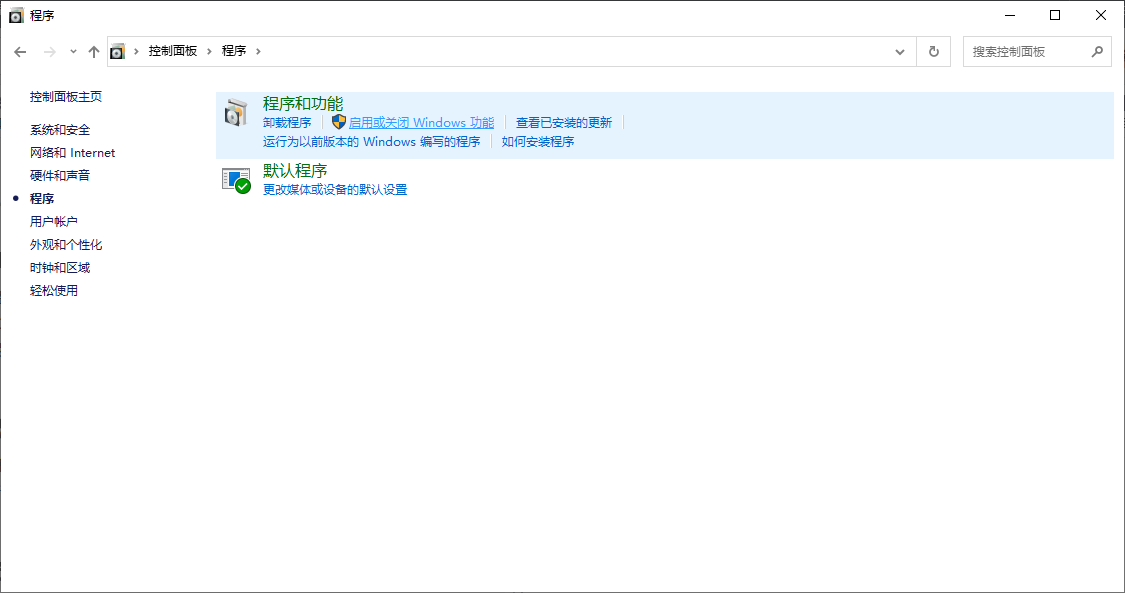 程序
控制面板 程序
搜索控制面板
控制面板主页
系统和安全
网络和 Internet
硬件和声音
程序
用户帐户
外观和个性化
时钟和区域
轻松使用
程序和功能
卸载程序 启用或关闭 Windows 功能 查看已安装的更新
运行为以前版本的 Windows 编写的程序 如何安装程序
默认程序
更改媒体或设备的默认设置